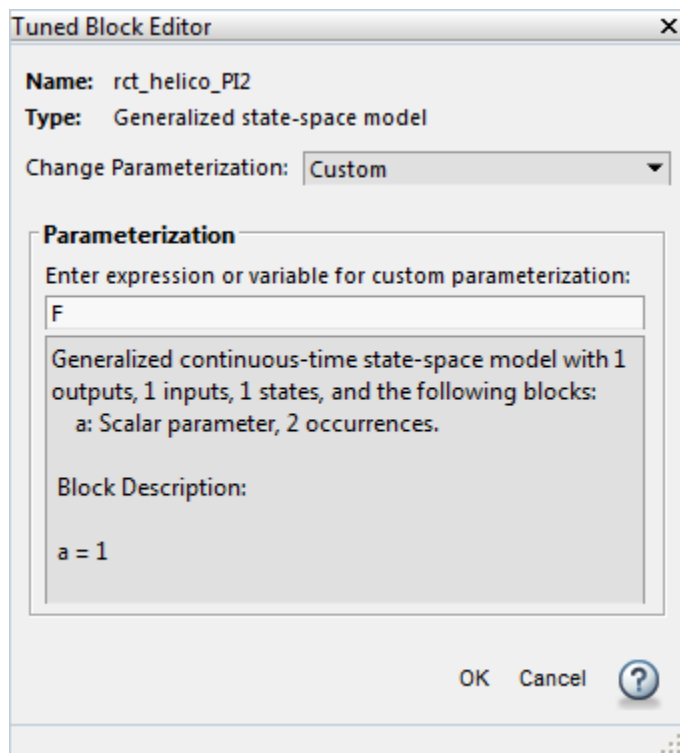 Tuned Block Editor
Name: rct_helico_PI2
Type: Generalized state-space model
Change Parameterization: Custom
Parameterization
Enter expression or variable for custom parameterization:
F
Generalized continuous-time state-space model with 1
outputs, 1 inputs, 1 states, and the following blocks:
a: Scalar parameter, 2 occurrences.
Block Description:
a = 1
OK Cancel ?